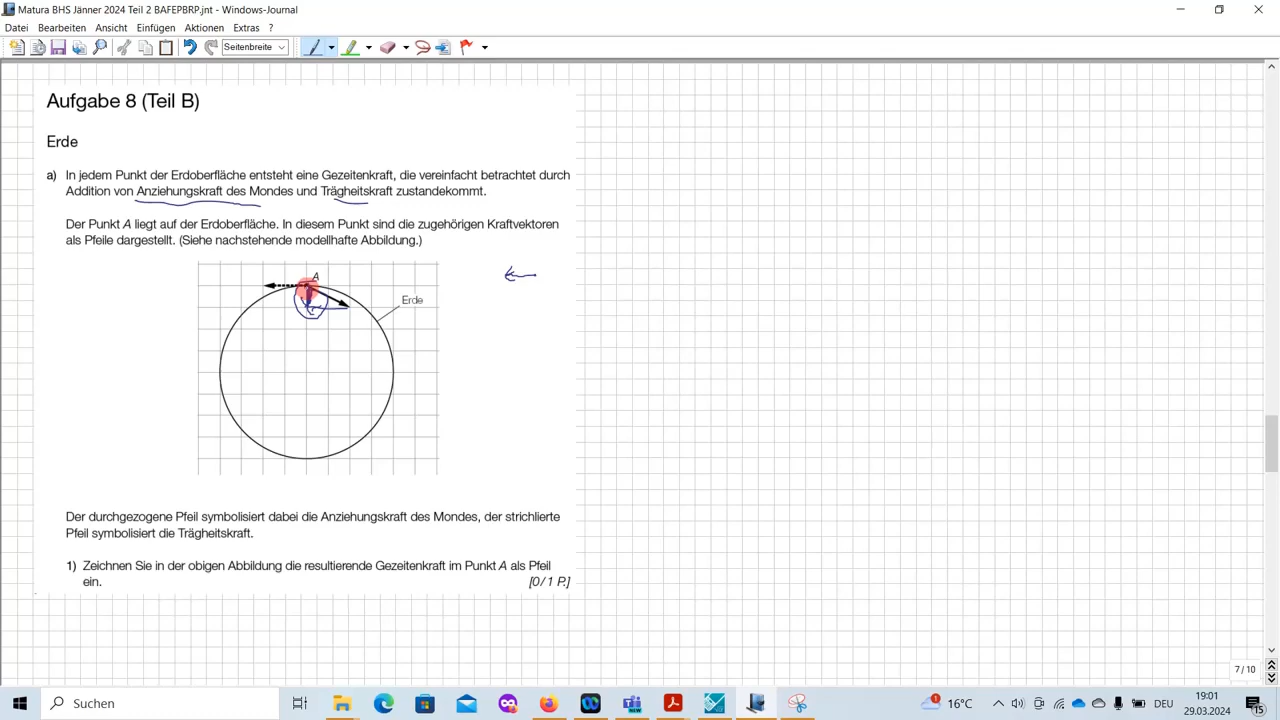 Matura BHS Jänner 2024 Teil 2 BAFEPBRP.jnt - Windows-Journal
Datei Bearbeiten Ansicht Einfügen Aktionen Extras ?
Seitenbreite
Aufgabe 8 (Teil B)
Erde
a) In jedem Punkt der Erdoberfläche entsteht eine Gezeitenkraft, die vereinfacht betrachtet durch
Addition von Anziehungskraft des Mondes und Trägheitskraft zustandekommt.
Der Punkt A liegt auf der Erdoberfläche. In diesem Punkt sind die zugehörigen Kraftvektoren
als Pfeile dargestellt. (Siehe nachstehende modellhafte Abbildung.)
A
Erde
Der durchgezogene Pfeil symbolisiert dabei die Anziehungskraft des Mondes, der strichlierte
Pfeil symbolisiert die Trägheitskraft.
1) Zeichnen Sie in der obigen Abbildung die resultierende Gezeitenkraft im Punkt A als Pfeil
ein. [0/1 P.]
7 / 10
Suchen
NEW
1
16°C
DEU
19:01
29.03.2024
15